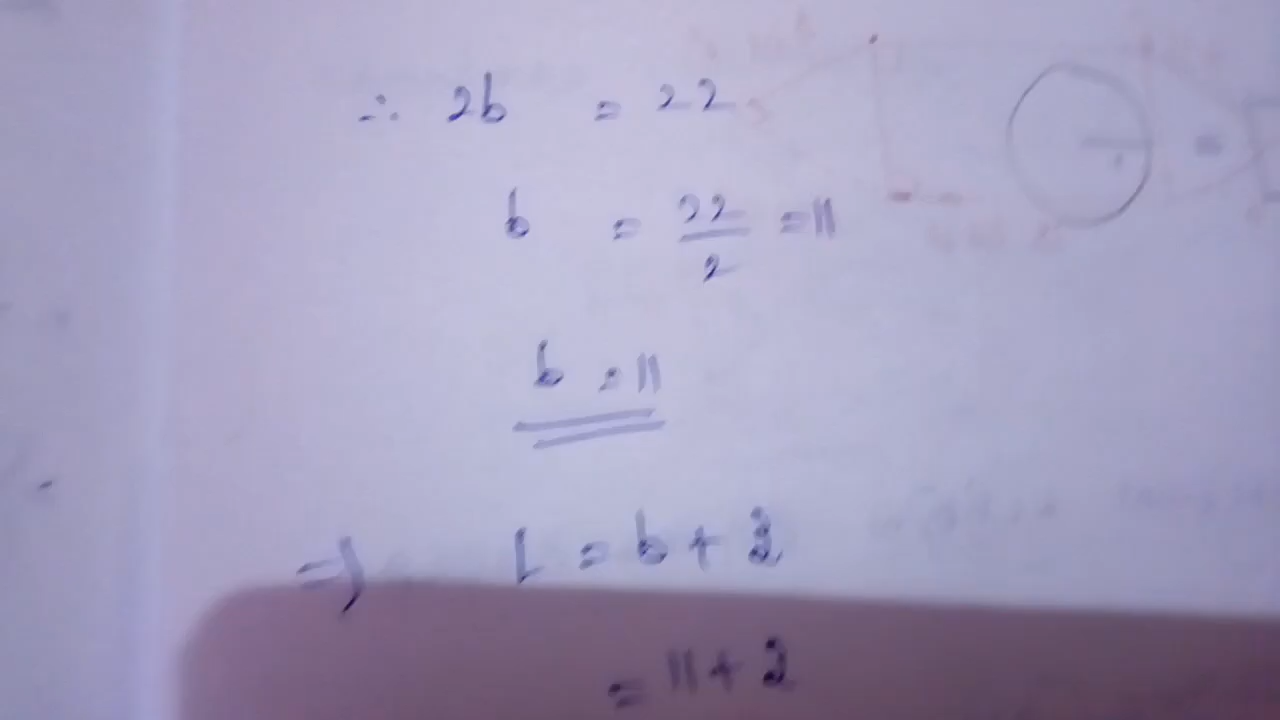 ∴ 2b = 22
b = 22/2 = 11
b = 11
⇒ L = b + 2
= 11 + 2